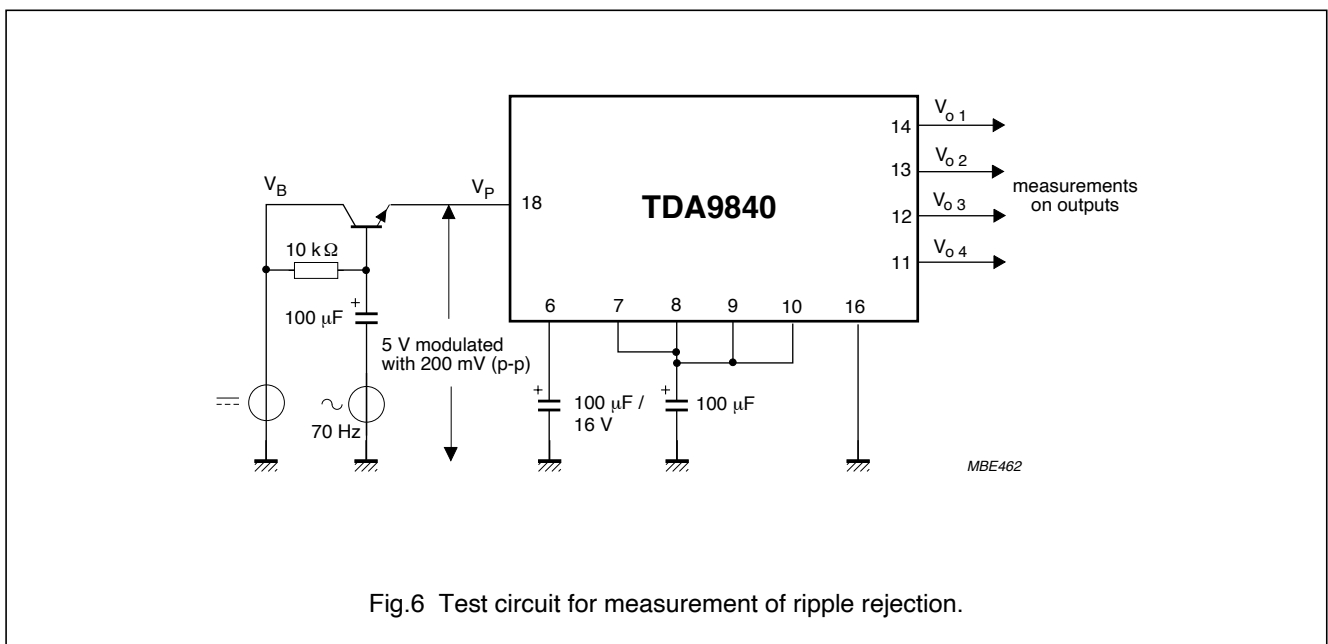 V_B
V_P
10 kΩ
100 μF
+
5 V modulated
with 200 mV (p-p)
70 Hz
TDA9840
18
14
13
12
11
V_o 1
V_o 2
V_o 3
V_o 4
measurements
on outputs
6
7
8
9
10
16
+
100 μF /
16 V
+
100 μF
MBE462
Fig.6 Test circuit for measurement of ripple rejection.